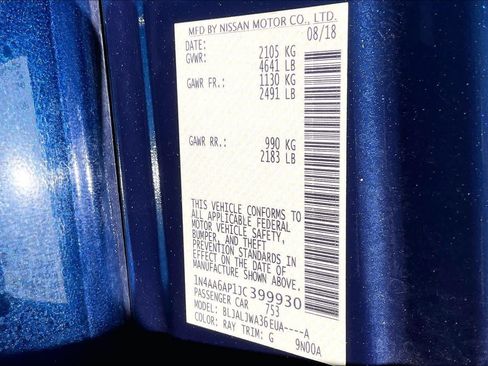 MFD BY NISSAN MOTOR CO., LTD.
DATE: 08/18
GVWR: 2105 KG
4641 LB
GAWR FR.: 1130 KG
2491 LB
GAWR RR.: 990 KG
2183 LB
THIS VEHICLE CONFORMS TO
ALL APPLICABLE FEDERAL
MOTOR VEHICLE SAFETY,
BUMPER, AND THEFT
PREVENTION STANDARDS IN
EFFECT ON THE DATE OF
MANUFACTURE SHOWN ABOVE.
1N4AA6AP1JC399930
PASSENGER CAR 753
MODEL: BLJALJWA36EUA----A
COLOR: RAY TRIM: G 9N00A